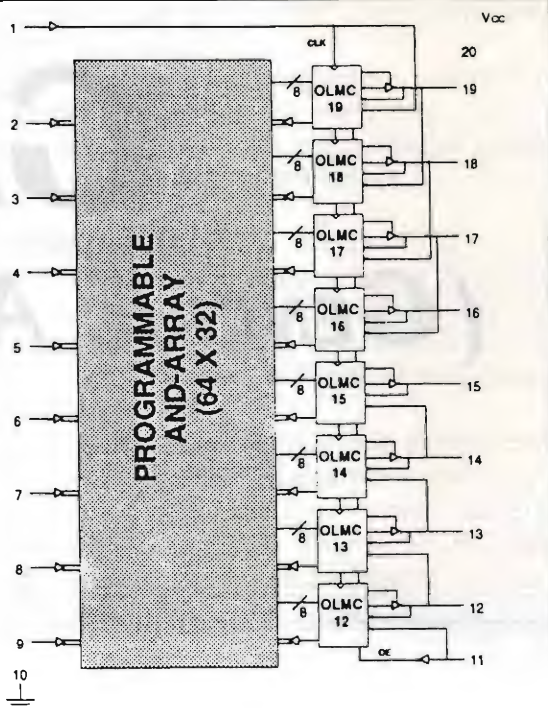 Vcc
1
CLK
20
8
OLMC
19
19
2
8
OLMC
18
18
3
8
OLMC
17
17
4
8
OLMC
16
16
5
8
OLMC
15
15
6
8
OLMC
14
14
7
8
OLMC
13
13
8
8
OLMC
12
12
9
OE
11
10
PROGRAMMABLE
AND-ARRAY
(64 X 32)